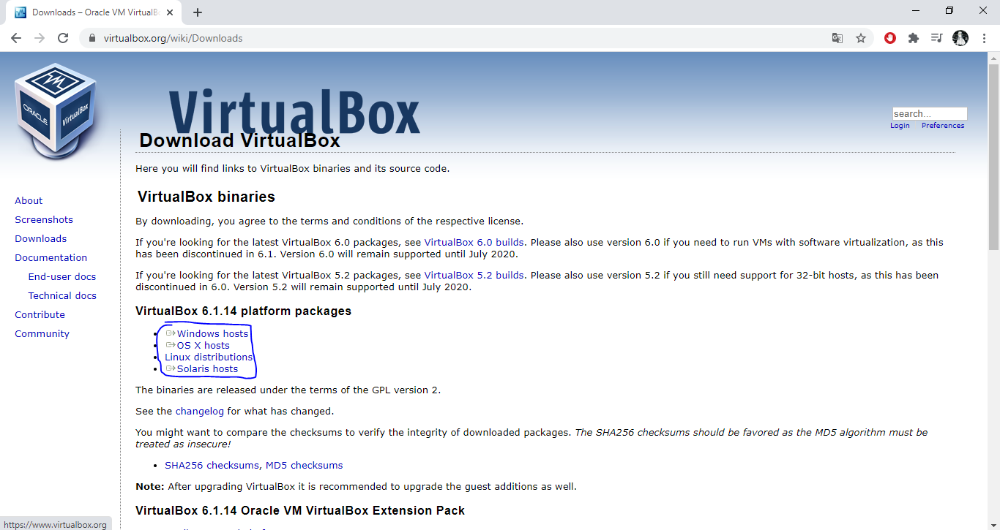 Downloads – Oracle VM VirtualB
virtualbox.org/wiki/Downloads
ORACLE
VM
VirtualBox
VirtualBox
search...
Login Preferences
About
Screenshots
Downloads
Documentation
End-user docs
Technical docs
Contribute
Community
Download VirtualBox
Here you will find links to VirtualBox binaries and its source code.
VirtualBox binaries
By downloading, you agree to the terms and conditions of the respective license.
If you're looking for the latest VirtualBox 6.0 packages, see VirtualBox 6.0 builds. Please also use version 6.0 if you need to run VMs with software virtualization, as this
has been discontinued in 6.1. Version 6.0 will remain supported until July 2020.
If you're looking for the latest VirtualBox 5.2 packages, see VirtualBox 5.2 builds. Please also use version 5.2 if you still need support for 32-bit hosts, as this has been
discontinued in 6.0. Version 5.2 will remain supported until July 2020.
VirtualBox 6.1.14 platform packages
Windows hosts
OS X hosts
Linux distributions
Solaris hosts
The binaries are released under the terms of the GPL version 2.
See the changelog for what has changed.
You might want to compare the checksums to verify the integrity of downloaded packages. The SHA256 checksums should be favored as the MD5 algorithm must be
treated as insecure!
SHA256 checksums, MD5 checksums
Note: After upgrading VirtualBox it is recommended to upgrade the guest additions as well.
VirtualBox 6.1.14 Oracle VM VirtualBox Extension Pack
https://www.virtualbox.org